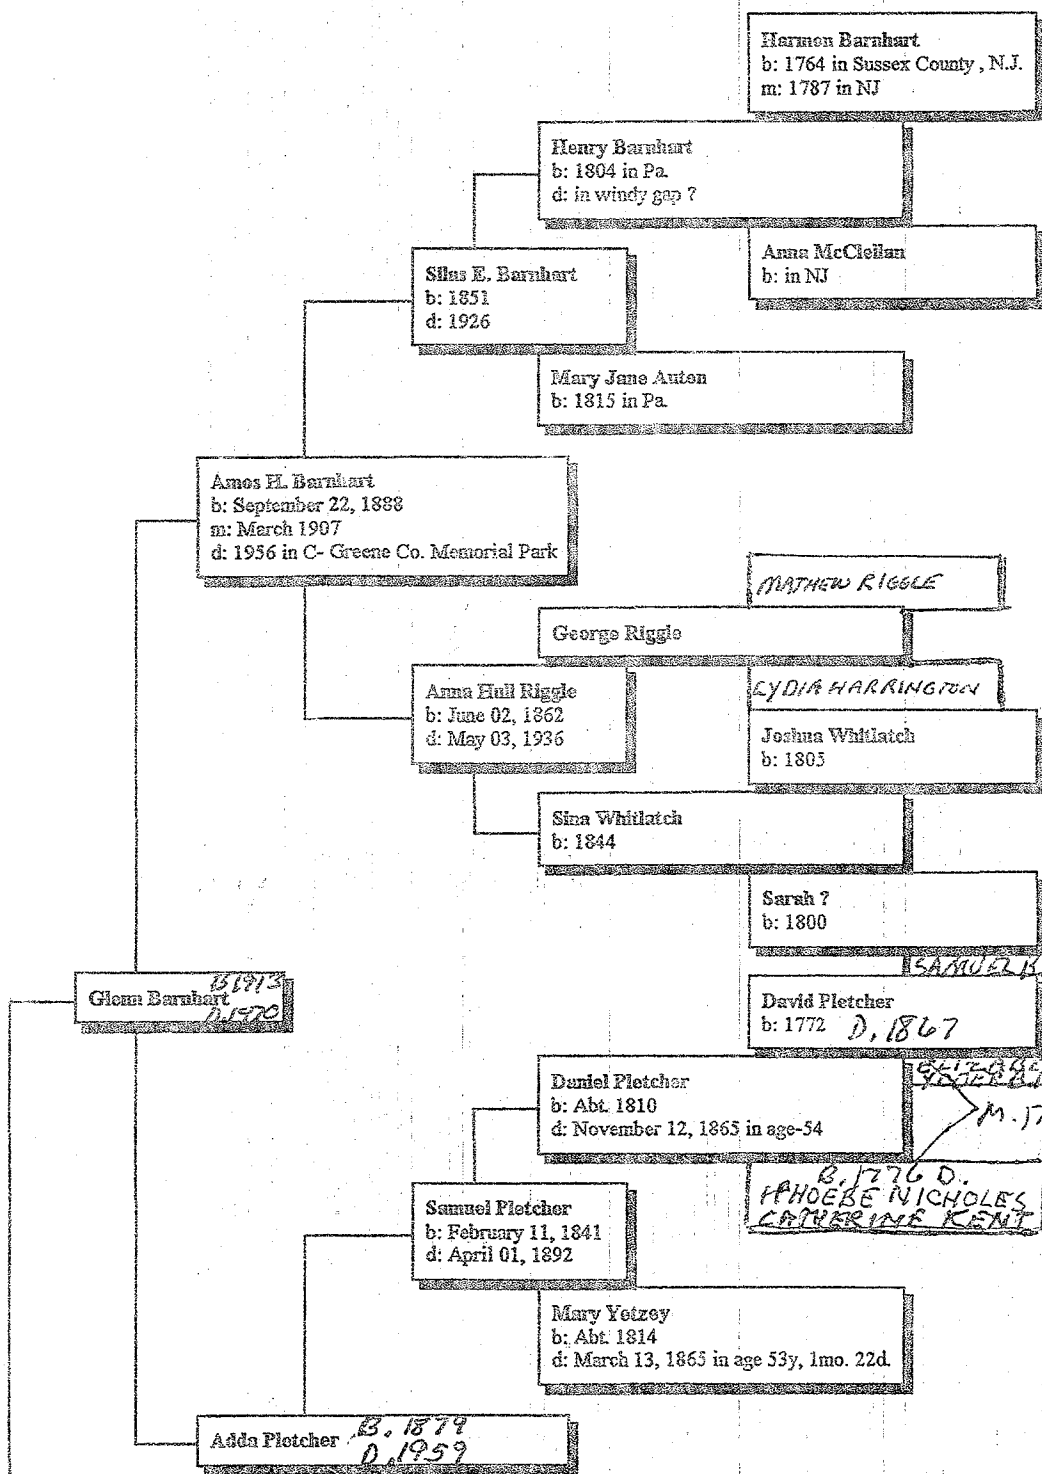 Harmon Barnhart
b: 1764 in Sussex County , N.J.
m: 1787 in NJ
Henry Barnhart
b: 1804 in Pa.
d: in windy gap ?
Anna McClellan
b: in NJ
Silas E. Barnhart
b: 1851
d: 1926
Mary Jane Auten
b: 1815 in Pa.
Amos H. Barnhart
b: September 22, 1888
m: March 1907
d: 1956 in C- Greene Co. Memorial Park
MATHEW RIGGLE
George Riggle
LYDIA HARRINGTON
Anna Hull Riggle
b: June 02, 1862
d: May 03, 1936
Joshua Whitlatch
b: 1805
Sina Whitlatch
b: 1844
Sarah ?
b: 1800
SAMUEL
Glenn Barnhart B 1913
D. 1970
David Pletcher
b: 1772 D. 1867
Daniel Pletcher
b: Abt. 1810
d: November 12, 1865 in age-54
M. 17
B. 1776 D.
PHOEBE NICHOLES
CATHERINE KENT
Samuel Pletcher
b: February 11, 1841
d: April 01, 1892
Mary Yetzey
b: Abt. 1814
d: March 13, 1865 in age 53y, 1mo. 22d.
Adda Pletcher B. 1879
D. 1959